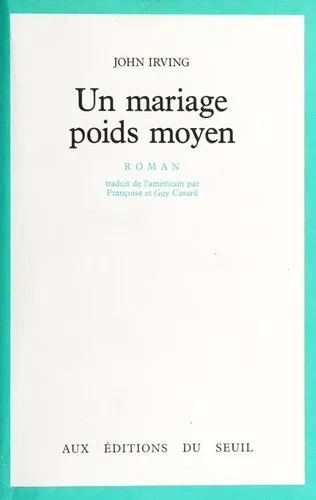 JOHN IRVING
Un mariage
poids moyen
ROMAN
traduit de l'américain par
Françoise et Guy Casaril
AUX ÉDITIONS DU SEUIL